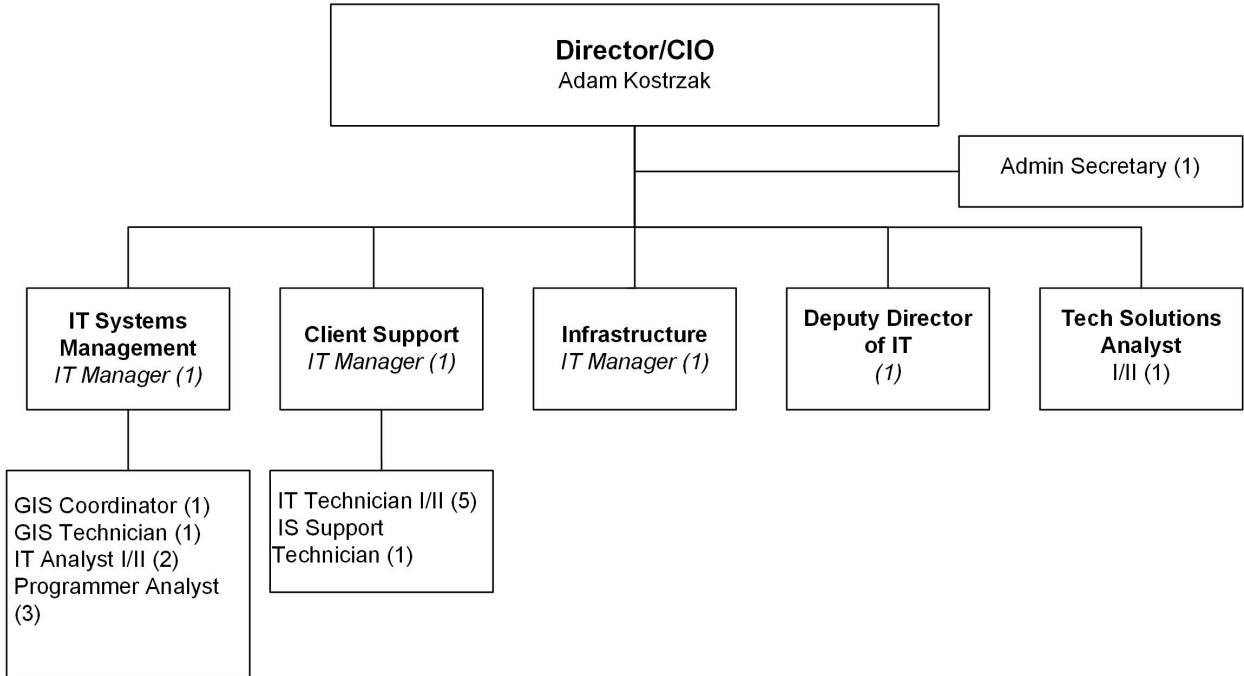 Director/CIO
Adam Kostrzak
Admin Secretary (1)
IT Systems
Management
IT Manager (1)
Client Support
IT Manager (1)
Infrastructure
IT Manager (1)
Deputy Director
of IT
(1)
Tech Solutions
Analyst
I/II (1)
GIS Coordinator (1)
GIS Technician (1)
IT Analyst I/II (2)
Programmer Analyst
(3)
IT Technician I/II (5)
IS Support
Technician (1)